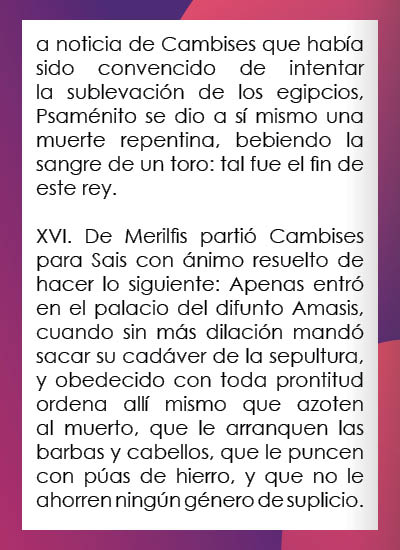 a noticia de Cambises que había
sido convencido de intentar
la sublevación de los egipcios,
Psaménito se dio a sí mismo una
muerte repentina, bebiendo la
sangre de un toro: tal fue el fin de
este rey.

XVI. De Merilfis partió Cambises
para Sais con ánimo resuelto de
hacer lo siguiente: Apenas entró
en el palacio del difunto Amasis,
cuando sin más dilación mandó
sacar su cadáver de la sepultura,
y obedecido con toda prontitud
ordena allí mismo que azoten
al muerto, que le arranquen las
barbas y cabellos, que le puncen
con púas de hierro, y que no le
ahorren ningún género de suplicio.